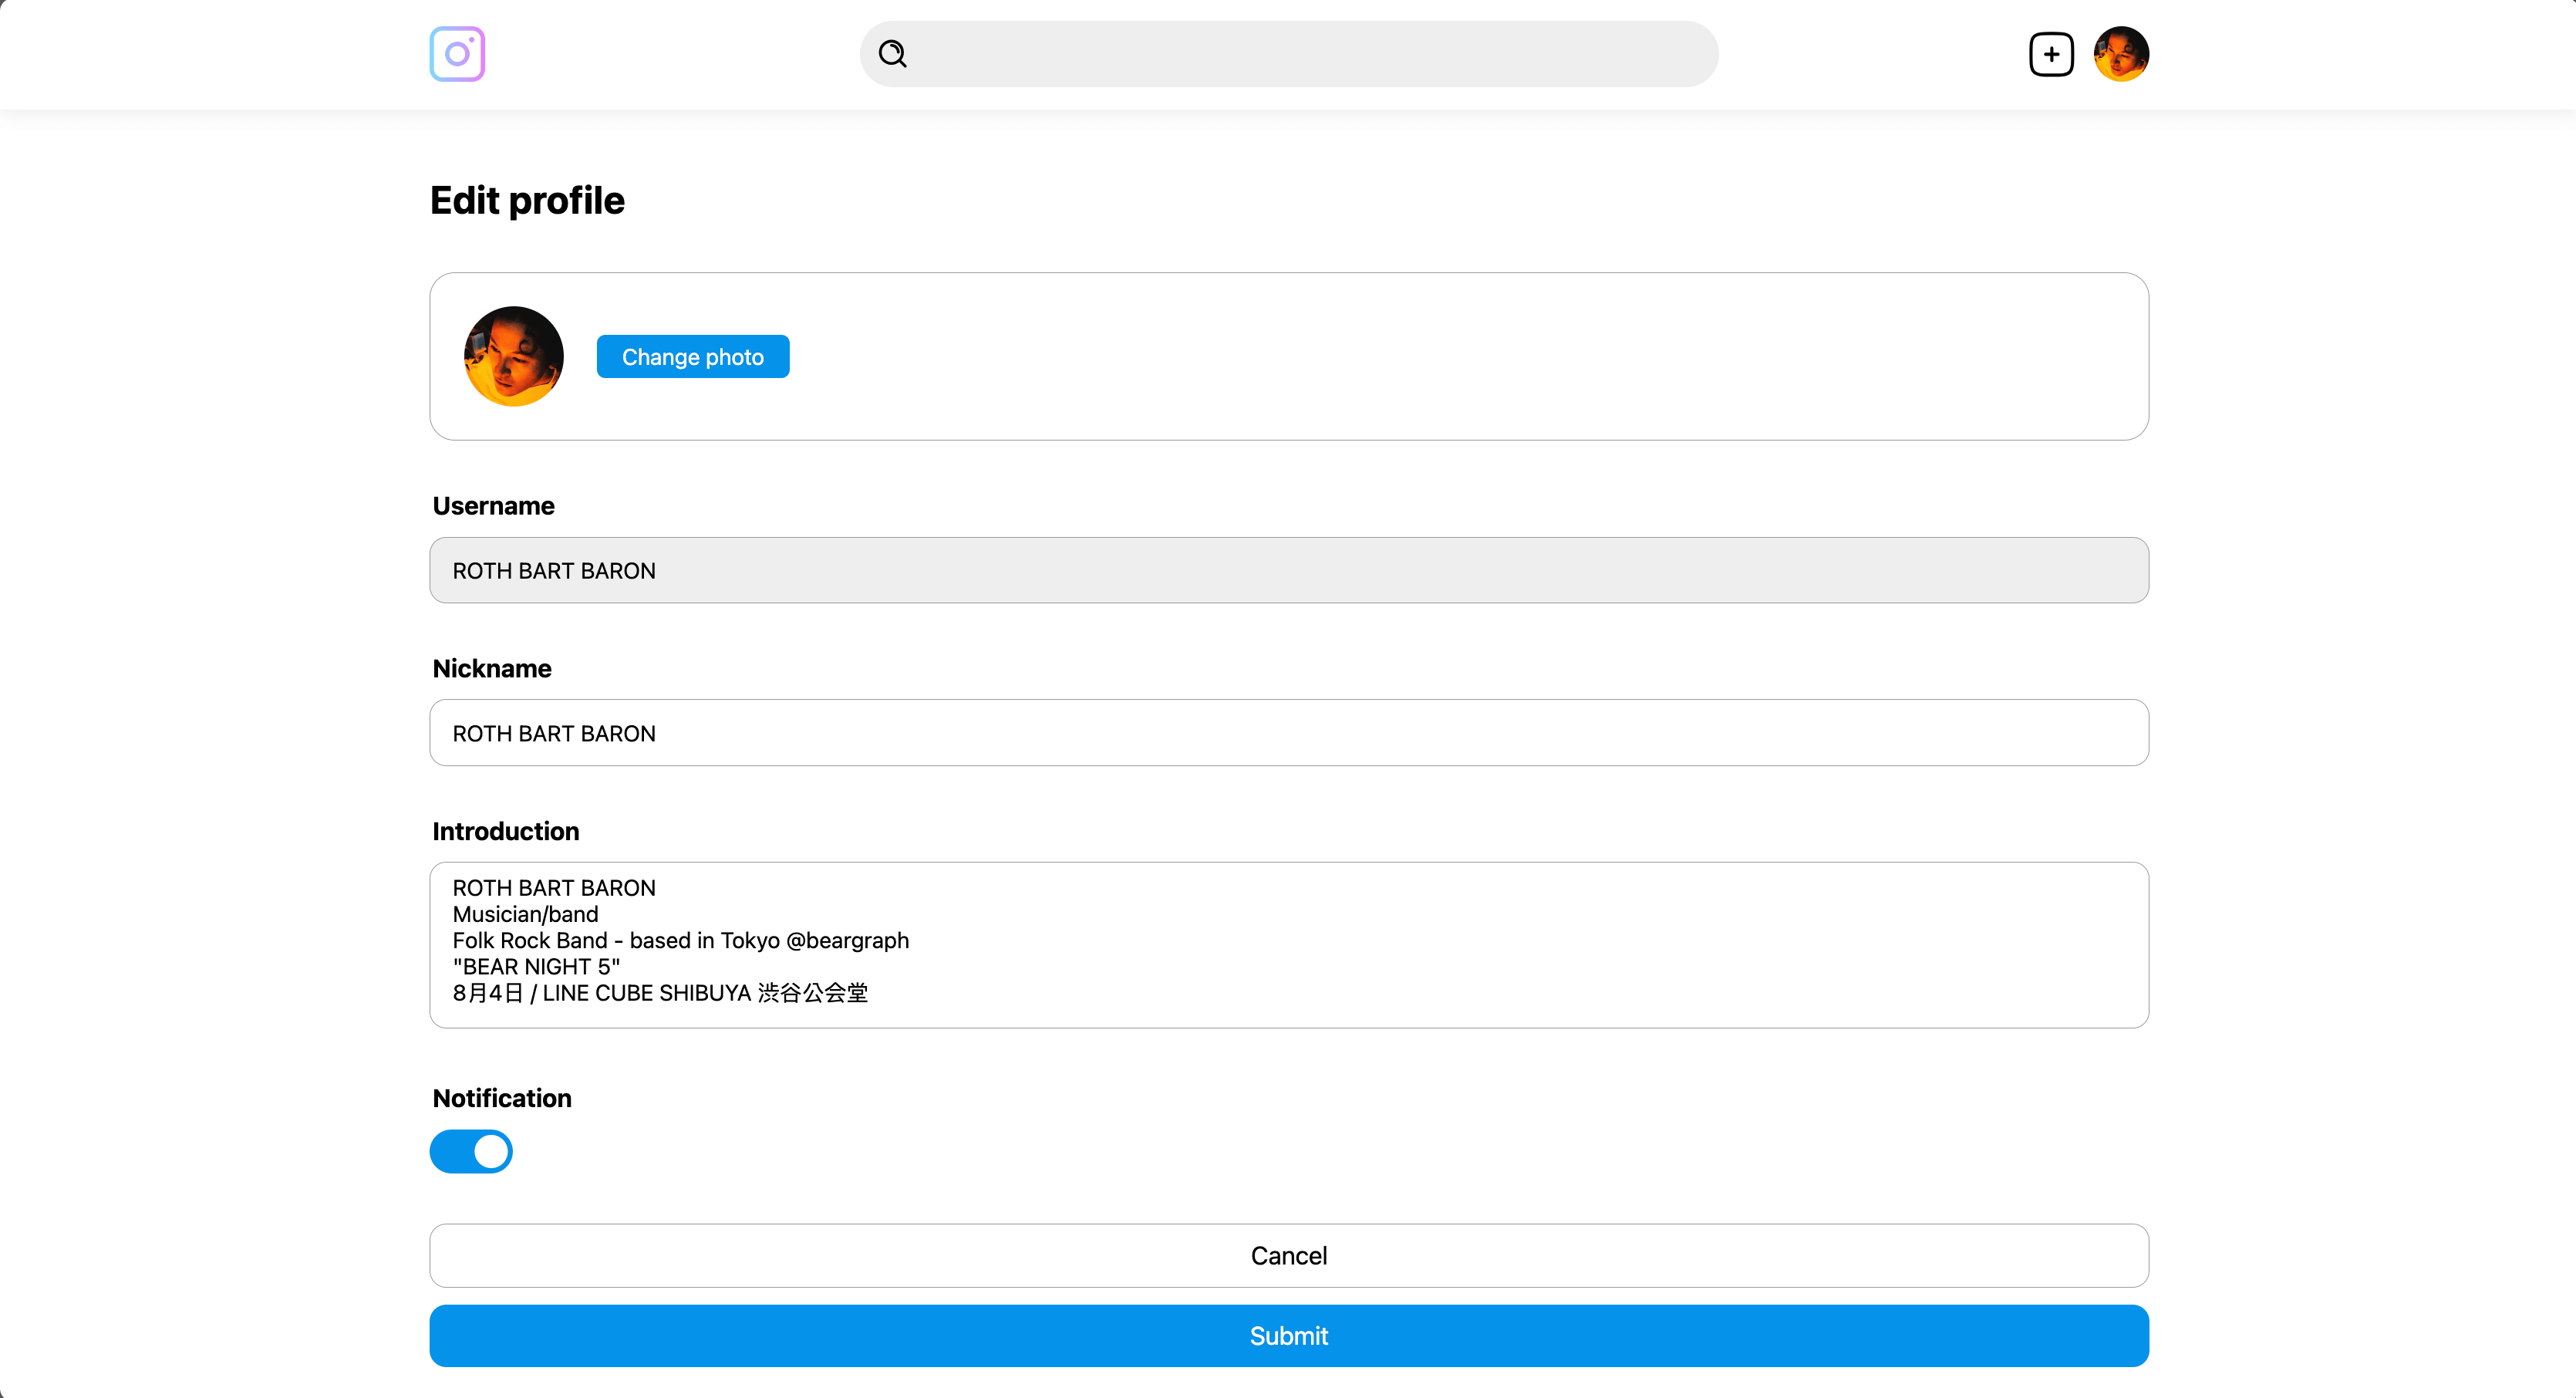 Edit profile
Change photo
Username
ROTH BART BARON
Nickname
ROTH BART BARON
Introduction
ROTH BART BARON
Musician/band
Folk Rock Band - based in Tokyo @beargraph
"BEAR NIGHT 5"
8月4日 / LINE CUBE SHIBUYA 渋谷公会堂
Notification
Cancel
Submit